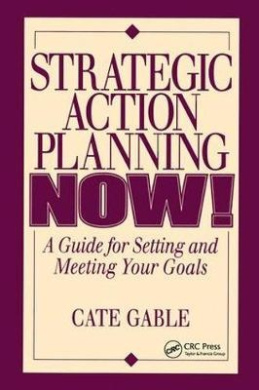 STRATEGIC
ACTION
PLANNING
NOW!
A Guide for Setting and
Meeting Your Goals
CATE GABLE
CRC Press
Taylor & Francis Group